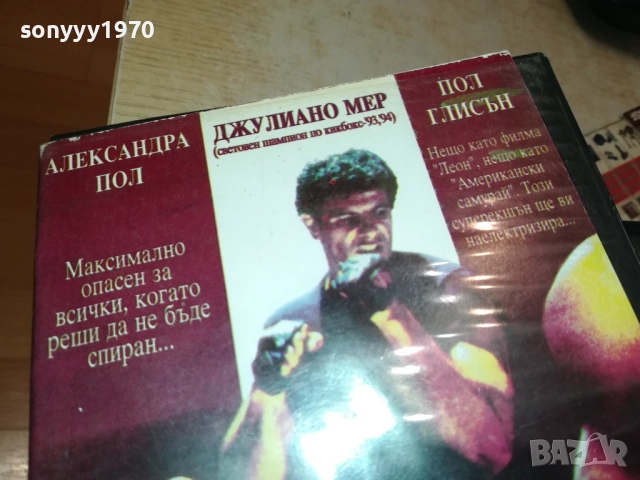 sonyyy1970
АЛЕКСАНДРА
ПОЛ
ДЖУЛИАНО МЕР
(световен шампион по кикбокс-'93,'94)
ПОЛ
ГЛИСЪН
Максимално
опасен за
всички, когато
реши да не бъде
спиран...
Нещо като филма
"Леон", нещо като
"Американски
самурай". Този
суперекшън ще ви
наелектризира...
BAZAR